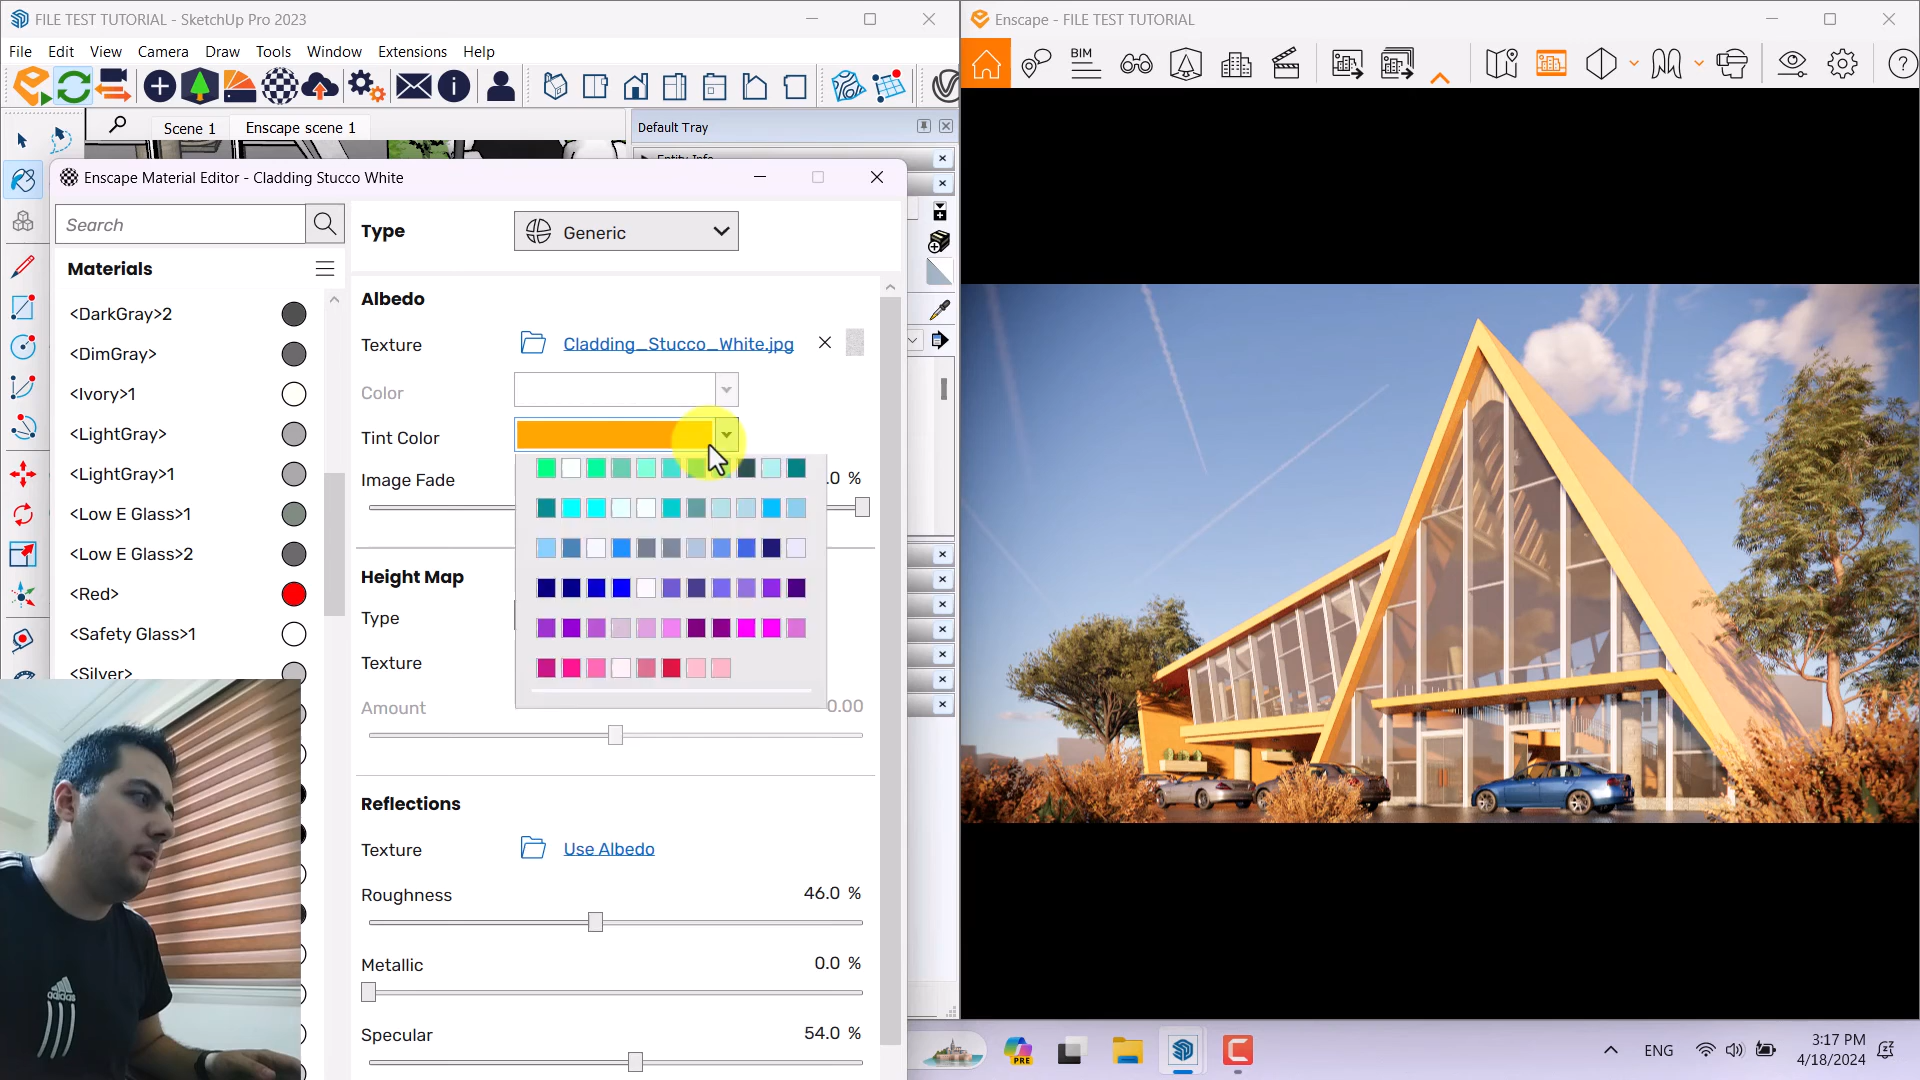 FILE TEST TUTORIAL - SketchUp Pro 2023
File Edit View Camera Draw Tools Window Extensions Help
Scene 1 Enscape scene 1
Default Tray
Entity Info
Enscape Material Editor - Cladding Stucco White
Search
Materials
<DarkGray>2
<DimGray>
<Ivory>1
<LightGray>
<LightGray>1
<Low E Glass>1
<Low E Glass>2
<Red>
<Safety Glass>1
<Silver>
Type Generic
Albedo
Texture Cladding_Stucco_White.jpg
Color
Tint Color
Image Fade .0 %
Height Map
Type
Texture
Amount 0.00
Reflections
Texture Use Albedo
Roughness 46.0 %
Metallic 0.0 %
Specular 54.0 %
adidas
Enscape - FILE TEST TUTORIAL
BIM
PRE
ENG
3:17 PM
4/18/2024